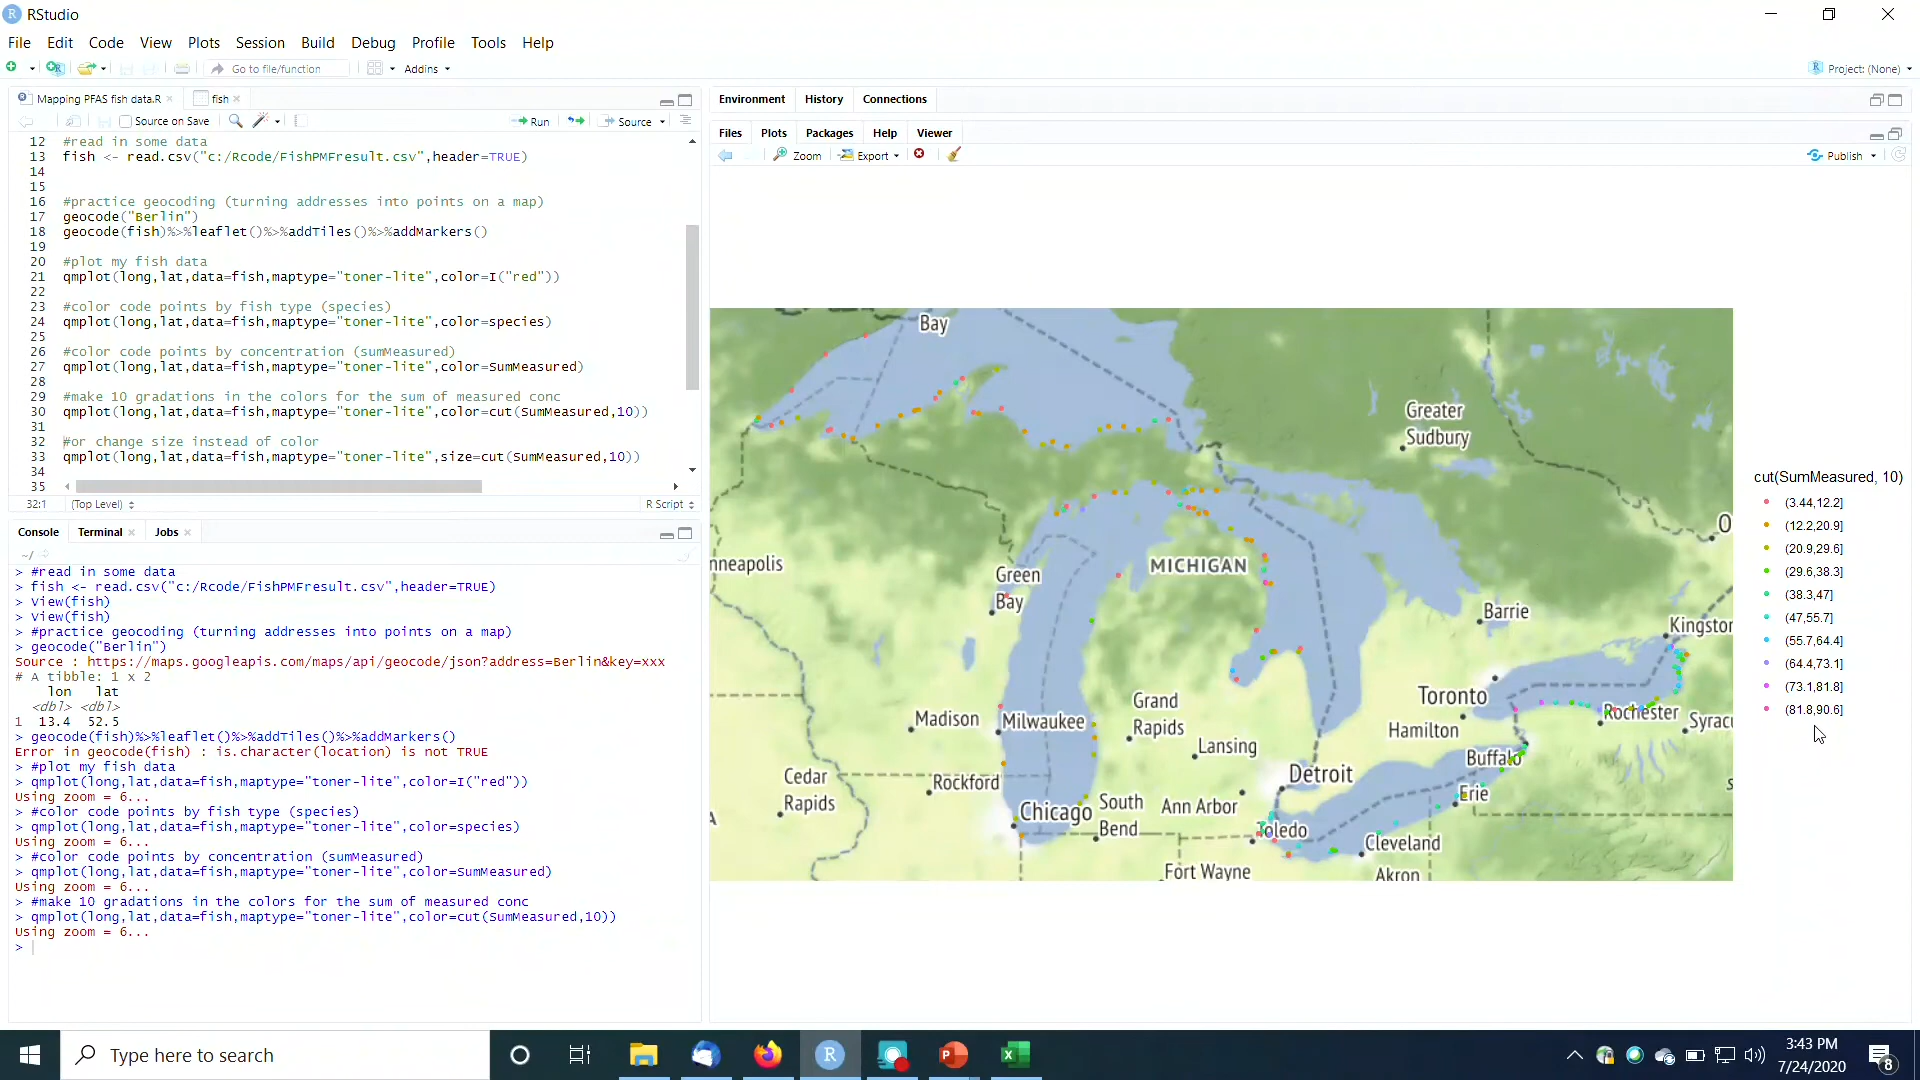 RStudio
File Edit Code View Plots Session Build Debug Profile Tools Help
Go to file/function Addins Project: (None)
Mapping PFAS fish data.R fish
Source on Save Run Source
12 #read in some data
13 fish <- read.csv("c:/Rcode/FishPMFresult.csv",header=TRUE)
14
15
16 #practice geocoding (turning addresses into points on a map)
17 geocode("Berlin")
18 geocode(fish)%>%leaflet()%>%addTiles()%>%addMarkers()
19
20 #plot my fish data
21 qmplot(long,lat,data=fish,maptype="toner-lite",color=I("red"))
22
23 #color code points by fish type (species)
24 qmplot(long,lat,data=fish,maptype="toner-lite",color=species)
25
26 #color code points by concentration (sumMeasured)
27 qmplot(long,lat,data=fish,maptype="toner-lite",color=SumMeasured)
28
29 #make 10 gradations in the colors for the sum of measured conc
30 qmplot(long,lat,data=fish,maptype="toner-lite",color=cut(SumMeasured,10))
31
32 #or change size instead of color
33 qmplot(long,lat,data=fish,maptype="toner-lite",size=cut(SumMeasured,10))
34
35
32:1 (Top Level) R Script
Console Terminal Jobs
~/
> #read in some data
> fish <- read.csv("c:/Rcode/FishPMFresult.csv",header=TRUE)
> View(fish)
> View(fish)
> #practice geocoding (turning addresses into points on a map)
> geocode("Berlin")
Source : https://maps.googleapis.com/maps/api/geocode/json?address=Berlin&key=xxx
# A tibble: 1 x 2
lon lat
<dbl> <dbl>
1 13.4 52.5
> geocode(fish)%>%leaflet()%>%addTiles()%>%addMarkers()
Error in geocode(fish) : is.character(location) is not TRUE
> #plot my fish data
> qmplot(long,lat,data=fish,maptype="toner-lite",color=I("red"))
Using zoom = 6...
> #color code points by fish type (species)
> qmplot(long,lat,data=fish,maptype="toner-lite",color=species)
Using zoom = 6...
> #color code points by concentration (sumMeasured)
> qmplot(long,lat,data=fish,maptype="toner-lite",color=SumMeasured)
Using zoom = 6...
> #make 10 gradations in the colors for the sum of measured conc
> qmplot(long,lat,data=fish,maptype="toner-lite",color=cut(SumMeasured,10))
Using zoom = 6...
>
Environment History Connections
Files Plots Packages Help Viewer
Zoom Export Publish
Bay
Greater
Sudbury
O
nneapolis
MICHIGAN
Green
Bay
Barrie
Kingston
Toronto
Grand
Rapids
Madison
Milwaukee
Rochester
Syracu
Hamilton
Lansing
Buffalo
Detroit
Cedar
Rapids
Rockford
Erie
South
Bend
Ann Arbor
Chicago
A
Toledo
Cleveland
Fort Wayne
Akron
S
cut(SumMeasured, 10)
(3.44,12.2]
(12.2,20.9]
(20.9,29.6]
(29.6,38.3]
(38.3,47]
(47,55.7]
(55.7,64.4]
(64.4,73.1]
(73.1,81.8]
(81.8,90.6]
Type here to search
3:43 PM
7/24/2020
8